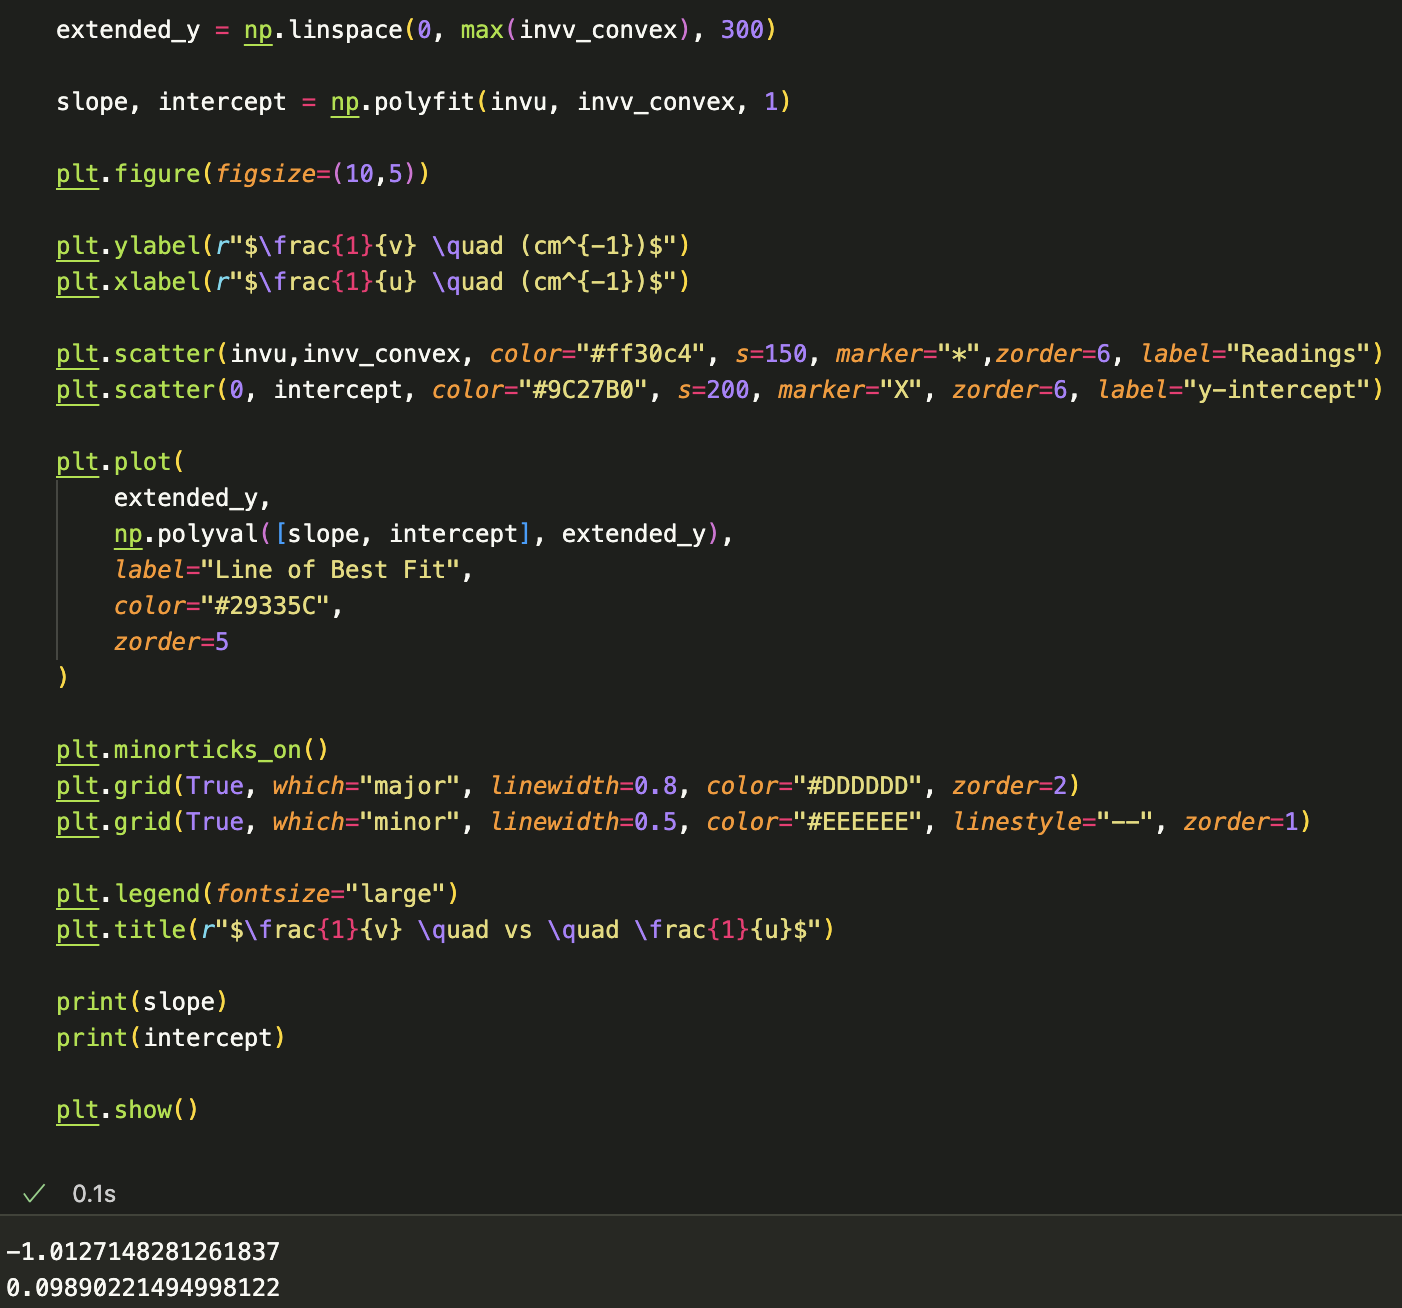 extended_y = np.linspace(0, max(invv_convex), 300)
slope, intercept = np.polyfit(invu, invv_convex, 1)
plt.figure(figsize=(10,5))
plt.ylabel(r"$\frac{1}{v} \quad (cm^{-1})$")
plt.xlabel(r"$\frac{1}{u} \quad (cm^{-1})$")
plt.scatter(invu,invv_convex, color="#ff30c4", s=150, marker="*",zorder=6, label="Readings")
plt.scatter(0, intercept, color="#9C27B0", s=200, marker="X", zorder=6, label="y-intercept")
plt.plot(
    extended_y,
    np.polyval([slope, intercept], extended_y),
    label="Line of Best Fit",
    color="#29335C",
    zorder=5
)
plt.minorticks_on()
plt.grid(True, which="major", linewidth=0.8, color="#DDDDDD", zorder=2)
plt.grid(True, which="minor", linewidth=0.5, color="#EEEEEE", linestyle="--", zorder=1)
plt.legend(fontsize="large")
plt.title(r"$\frac{1}{v} \quad vs \quad \frac{1}{u}$")
print(slope)
print(intercept)
plt.show()
0.1s
-1.0127148281261837
0.09890221494998122